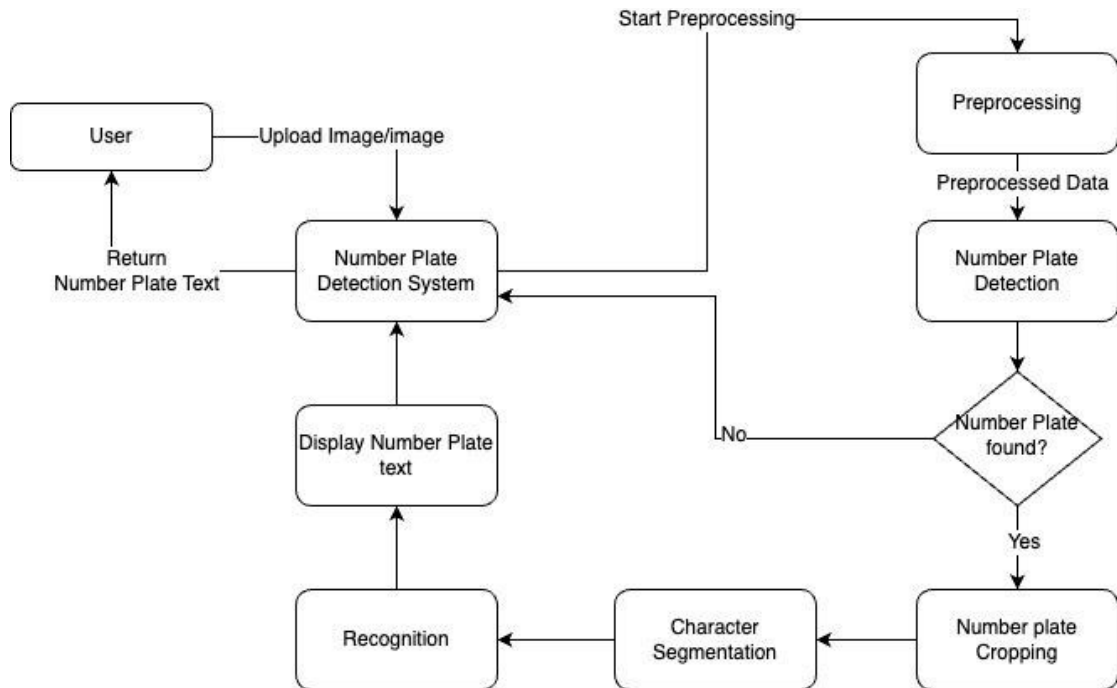 Start Preprocessing
Preprocessing
User
Upload Image/image
Preprocessed Data
Return
Number Plate Text
Number Plate
Detection System
Number Plate
Detection
Number Plate
found?
No
Display Number Plate
text
Yes
Recognition
Character
Segmentation
Number plate
Cropping